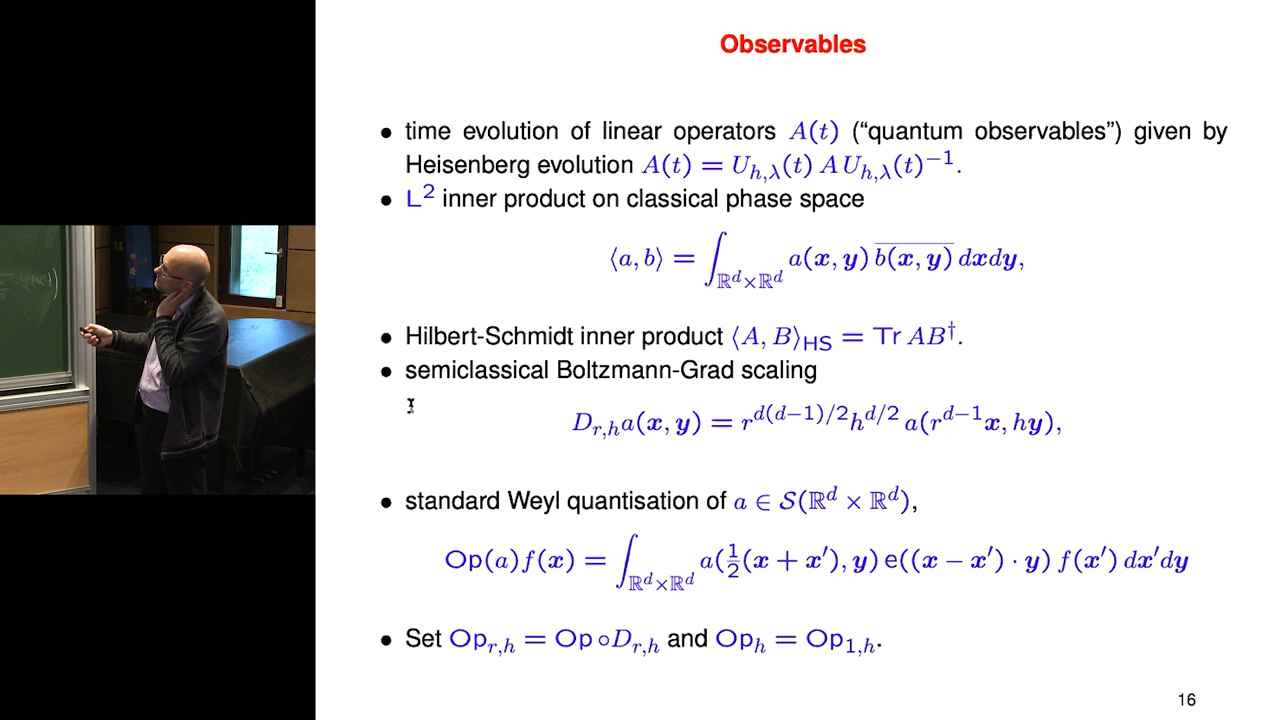 Observables
• time evolution of linear operators A(t) (“quantum observables”) given by
Heisenberg evolution A(t) = U_{h,λ}(t) A U_{h,λ}(t)^{−1}.
• L² inner product on classical phase space
⟨a, b⟩ = ∫_{ℝ^d×ℝ^d} a(x, y) \overline{b(x, y)} dxdy,
• Hilbert-Schmidt inner product ⟨A, B⟩_{HS} = Tr AB^†.
• semiclassical Boltzmann-Grad scaling
D_{r,h}a(x, y) = r^{d(d−1)/2}h^{d/2} a(r^{d−1}x, hy),
• standard Weyl quantisation of a ∈ S(ℝ^d × ℝ^d),
Op(a)f(x) = ∫_{ℝ^d×ℝ^d} a(½(x + x′), y) e((x − x′) · y) f(x′) dx′dy
• Set Op_{r,h} = Op ∘D_{r,h} and Op_h = Op_{1,h}.
16